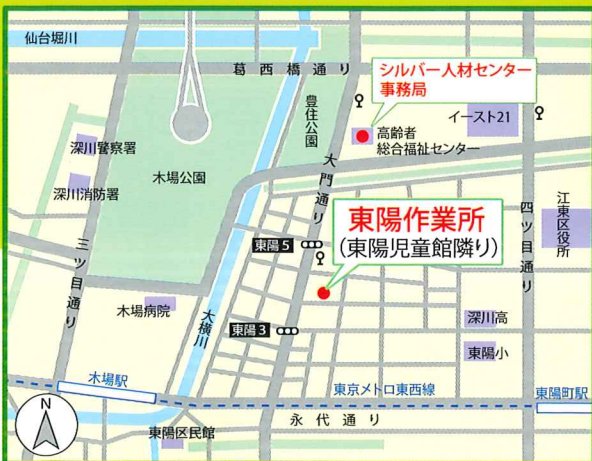 仙台堀川
葛西橋通り
シルバー人材センター
事務局
イースト21
豊住公園
高齢者
総合福祉センター
深川警察署
木場公園
大門通り
深川消防署
東陽作業所
(東陽児童館隣り)
四ツ目通り
江東区役所
三ツ目通り
東陽5
木場病院
大横川
東陽3
深川高
東陽小
木場駅
東京メトロ東西線
東陽町駅
N
永代通り
東陽区民館